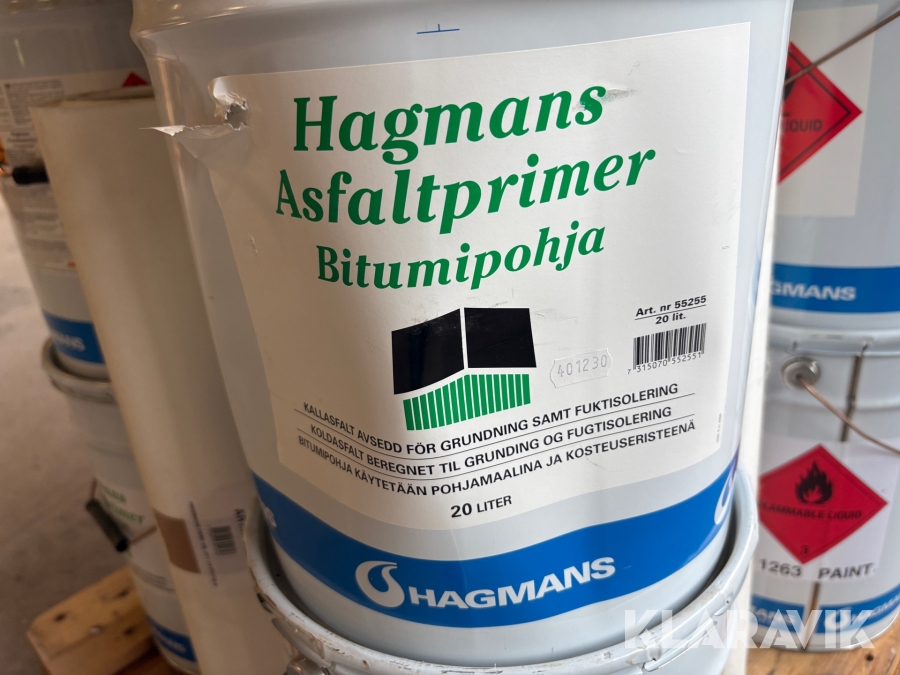 Hagmans
Asfaltprimer
Bitumipohja
Art. nr 55255
20 lit.
7 315070 552551
401230
KALLASFALT AVSEDD FÖR GRUNDNING SAMT FUKTISOLERING
KOLDASFALT BEREGNET TIL GRUNDING OG FUGTISOLERING
BITUMIPOHJA KÄYTETÄÄN POHJAMAALINA JA KOSTEUSERISTEENÄ
20 LITER
HAGMANS
LIQUID
GMANS
FLAMMABLE LIQUID
3
1263 PAINT
KLARAVIK